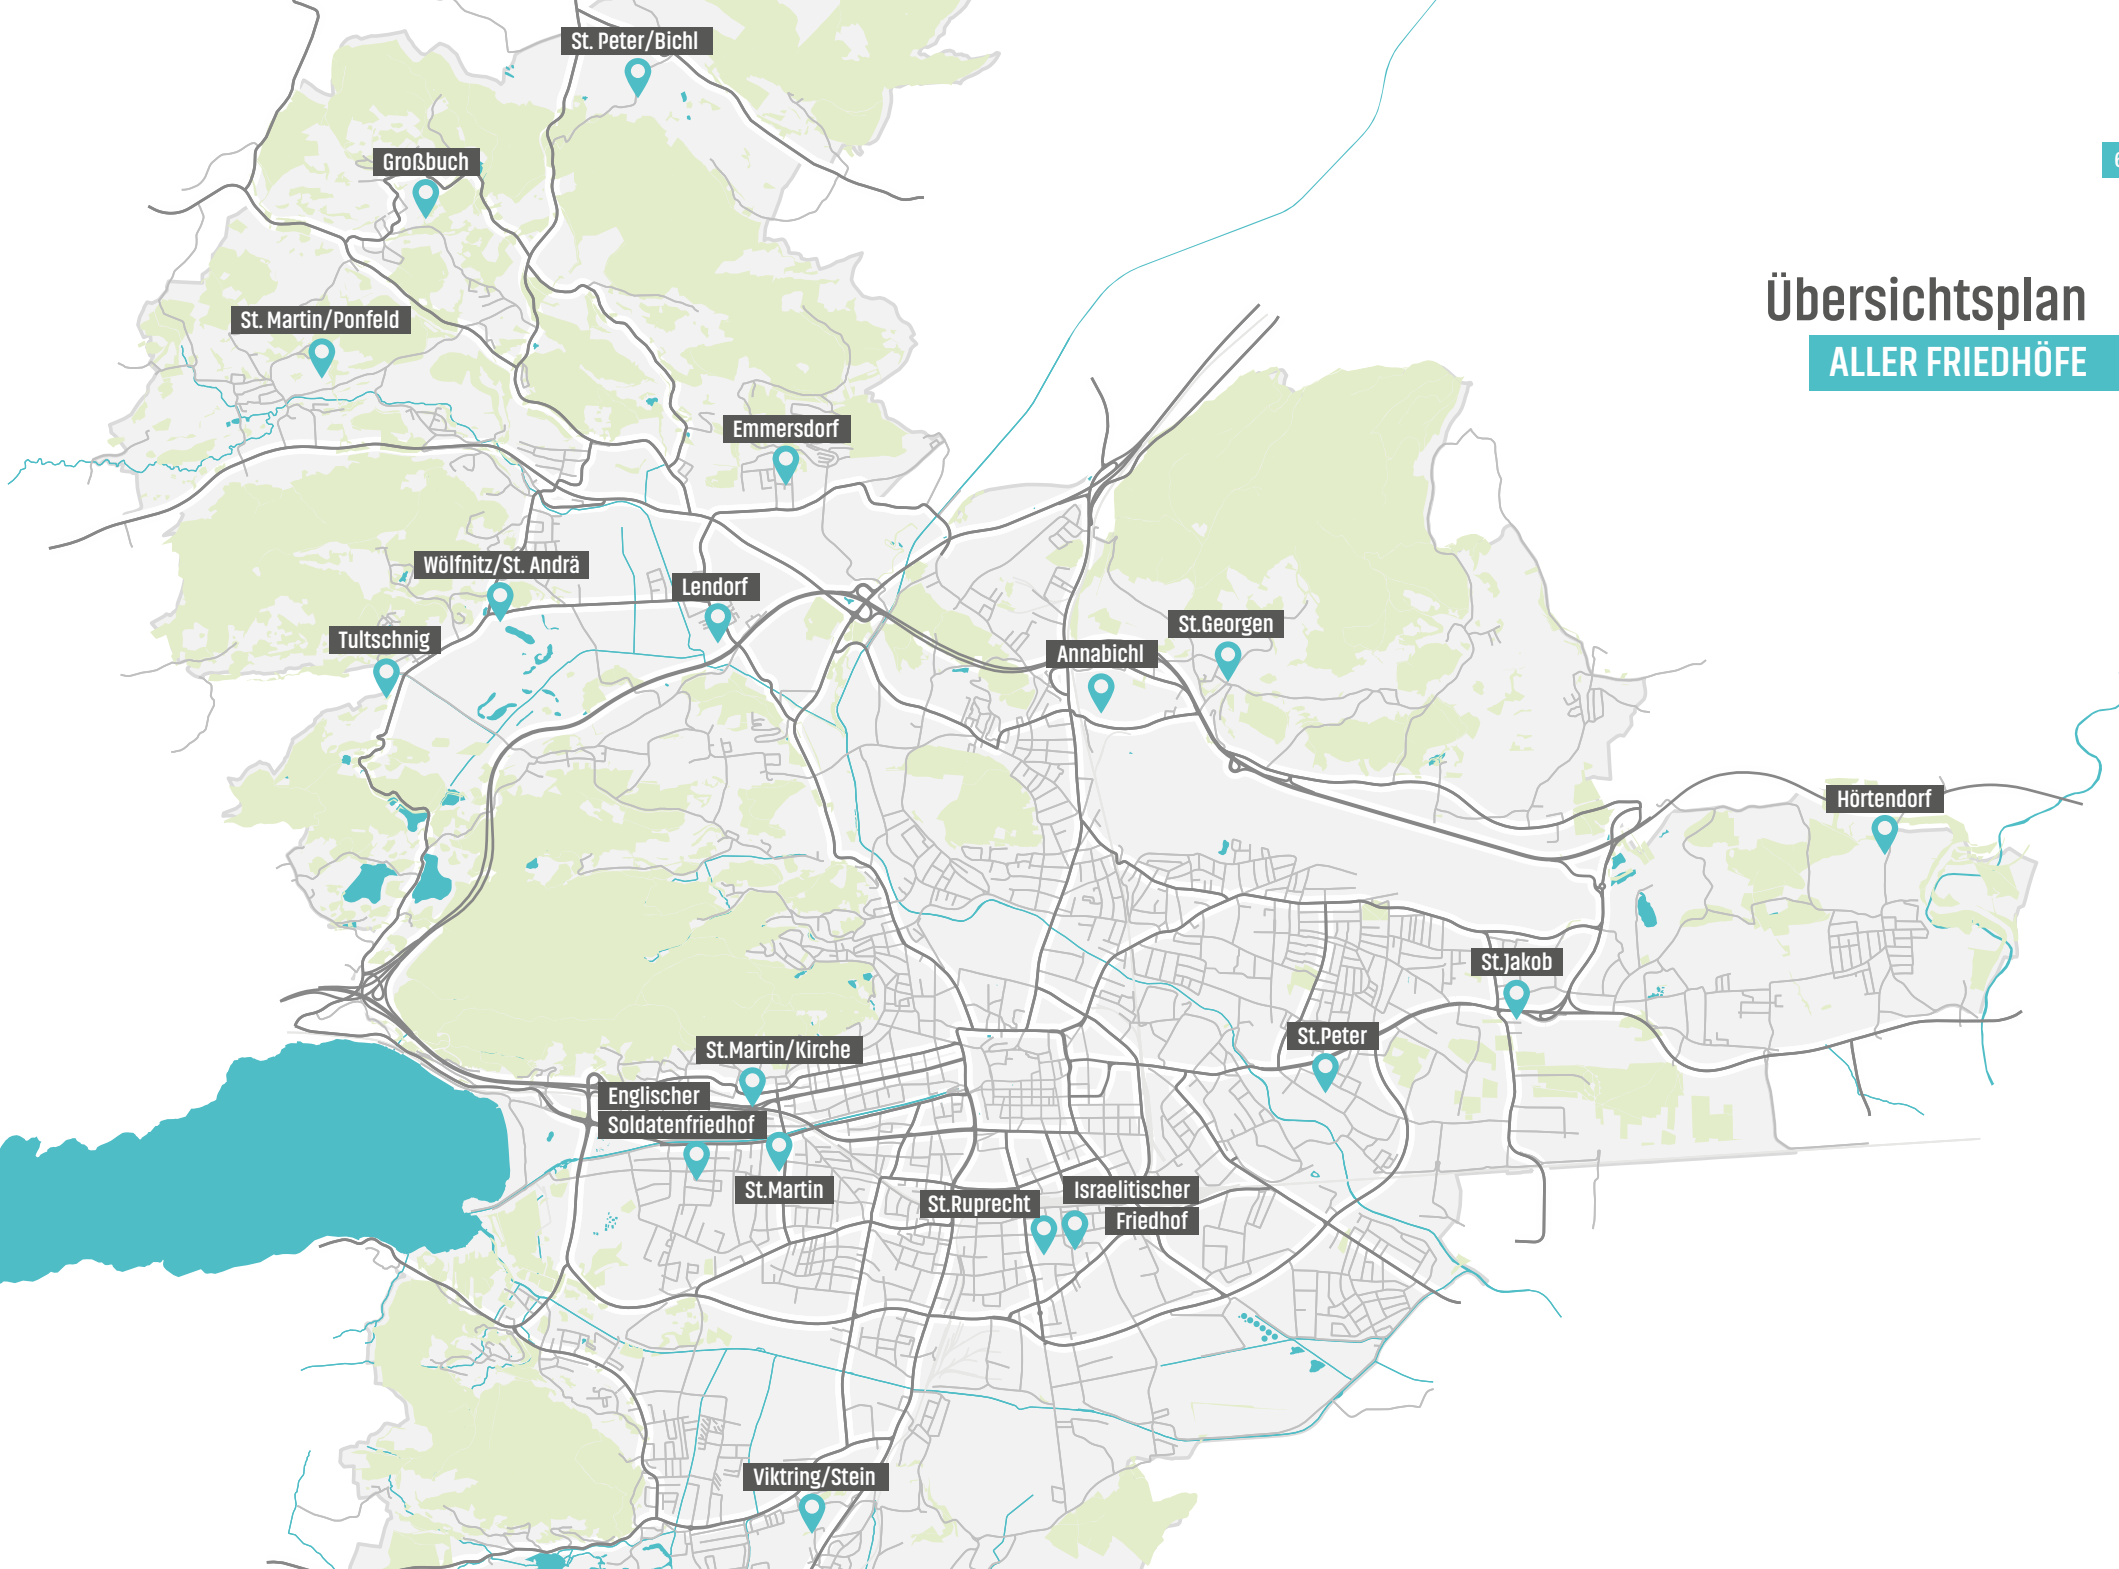 St. Peter/Bichl
Großbuch
Übersichtsplan
ALLER FRIEDHÖFE
St. Martin/Ponfeld
Emmersdorf
Wölfnitz/St. Andrä
Lendorf
St.Georgen
Tultschnig
Annabichl
Hörtendorf
St.Jakob
St.Peter
St.Martin/Kirche
Englischer
Soldatenfriedhof
St.Martin
St.Ruprecht
Israelitischer
Friedhof
Viktring/Stein